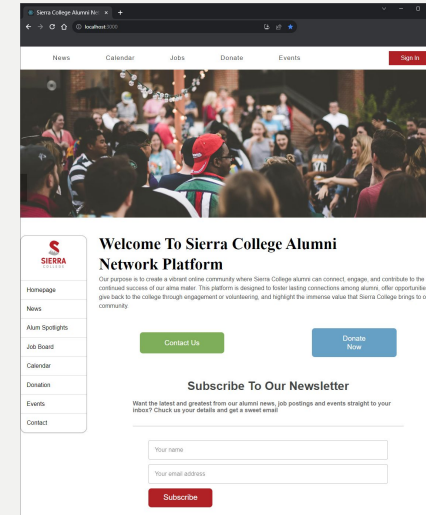 Sierra College Alumni Ne
localhost:3000
News Calendar Jobs Donate Events Sign In
SIERRA
COLLEGE
Homepage
News
Alum Spotlights
Job Board
Calendar
Donation
Events
Contact
Welcome To Sierra College Alumni
Network Platform
Our purpose is to create a vibrant online community where Sierra College alumni can connect, engage, and contribute to the
continued success of our alma mater. This platform is designed to foster lasting connections among alumni, offer opportunitie
give back to the college through engagement or volunteering, and highlight the immense value that Sierra College brings to o
community.
Contact Us
Donate
Now
Subscribe To Our Newsletter
Want the latest and greatest from our alumni news, job postings and events straight to your
inbox? Chuck us your details and get a sweet email
Your name
Your email address
Subscribe